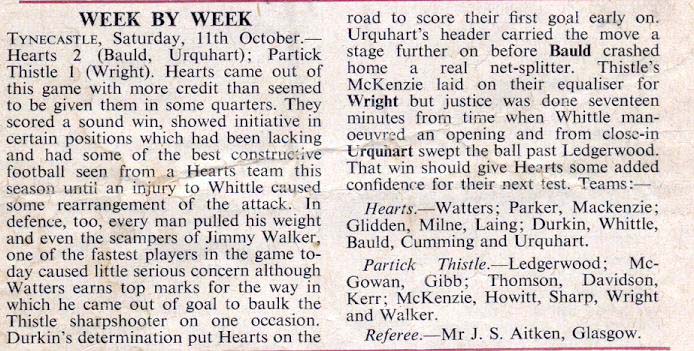 WEEK BY WEEK
TYNECASTLE, Saturday, 11th October.—
Hearts 2 (Bauld, Urquhart); Partick
Thistle 1 (Wright). Hearts came out of
this game with more credit than seemed
to be given them in some quarters. They
scored a sound win, showed initiative in
certain positions which had been lacking
and had some of the best constructive
football seen from a Hearts team this
season until an injury to Whittle caused
some rearrangement of the attack. In
defence, too, every man pulled his weight
and even the scampers of Jimmy Walker,
one of the fastest players in the game to-
day caused little serious concern although
Watters earns top marks for the way in
which he came out of goal to baulk the
Thistle sharpshooter on one occasion.
Durkin's determination put Hearts on the
road to score their first goal early on.
Urquhart's header carried the move a
stage further on before Bauld crashed
home a real net-splitter. Thistle's
McKenzie laid on their equaliser for
Wright but justice was done seventeen
minutes from time when Whittle man-
oeuvred an opening and from close-in
Urquhart swept the ball past Ledgerwood.
That win should give Hearts some added
confidence for their next test. Teams:—
Hearts.—Watters; Parker, Mackenzie;
Glidden, Milne, Laing; Durkin, Whittle,
Bauld, Cumming and Urquhart.
Partick Thistle.—Ledgerwood; Mc-
Gowan, Gibb; Thomson, Davidson,
Kerr; McKenzie, Howitt, Sharp, Wright
and Walker.
Referee.—Mr J. S. Aitken, Glasgow.